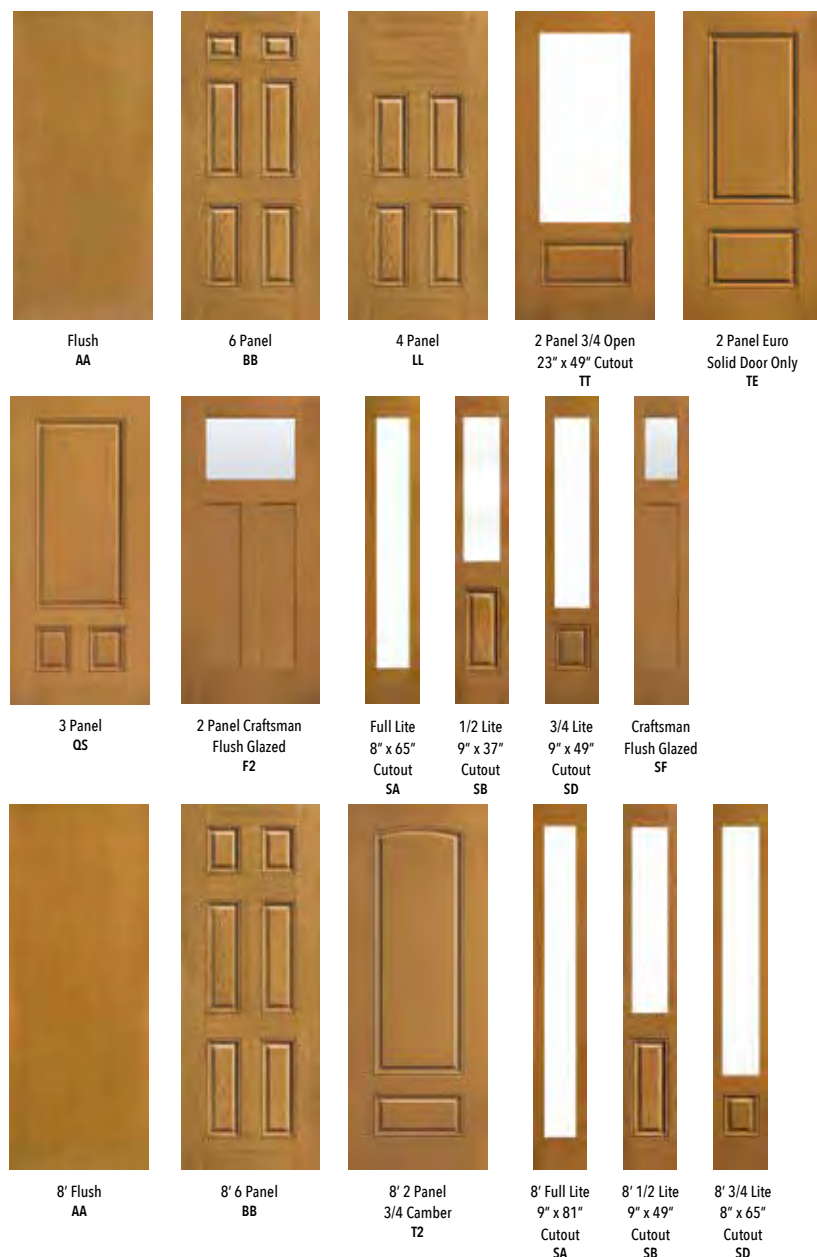 Flush
AA
6 Panel
BB
4 Panel
LL
2 Panel 3/4 Open
23" x 49" Cutout
TT
2 Panel Euro
Solid Door Only
TE
3 Panel
QS
2 Panel Craftsman
Flush Glazed
F2
Full Lite
8" x 65"
Cutout
SA
1/2 Lite
9" x 37"
Cutout
SB
3/4 Lite
9" x 49"
Cutout
SD
Craftsman
Flush Glazed
SF
8' Flush
AA
8' 6 Panel
BB
8' 2 Panel
3/4 Camber
T2
8' Full Lite
9" x 81"
Cutout
SA
8' 1/2 Lite
9" x 49"
Cutout
SB
8' 3/4 Lite
8" x 65"
Cutout
SD